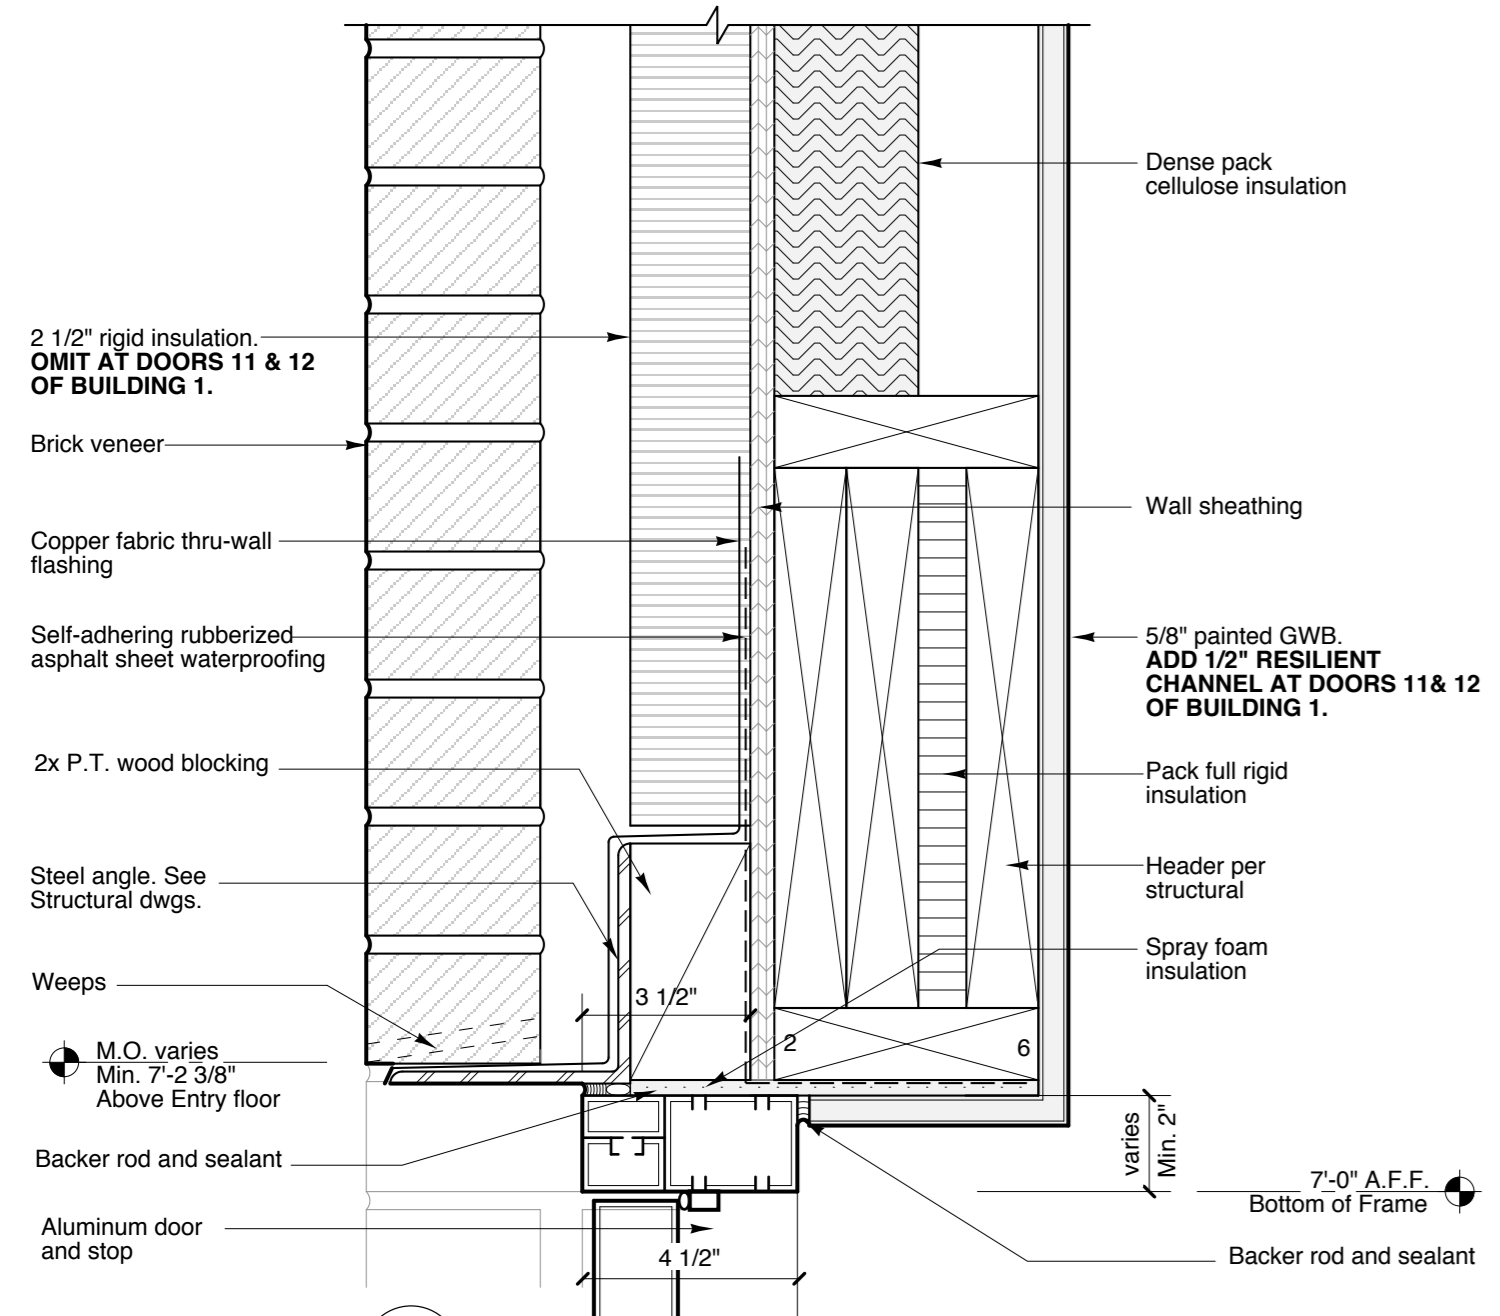 Dense pack
cellulose insulation
2 1/2" rigid insulation.
OMIT AT DOORS 11 & 12
OF BUILDING 1.
Brick veneer
Wall sheathing
Copper fabric thru-wall
flashing
Self-adhering rubberized
asphalt sheet waterproofing
5/8" painted GWB.
ADD 1/2" RESILIENT
CHANNEL AT DOORS 11& 12
OF BUILDING 1.
2x P.T. wood blocking
Pack full rigid
insulation
Steel angle. See
Structural dwgs.
Header per
structural
Spray foam
insulation
Weeps
3 1/2"
2
6
M.O. varies
Min. 7'-2 3/8"
Above Entry floor
varies
Min. 2"
Backer rod and sealant
7'-0" A.F.F.
Bottom of Frame
Aluminum door
and stop
4 1/2"
Backer rod and sealant